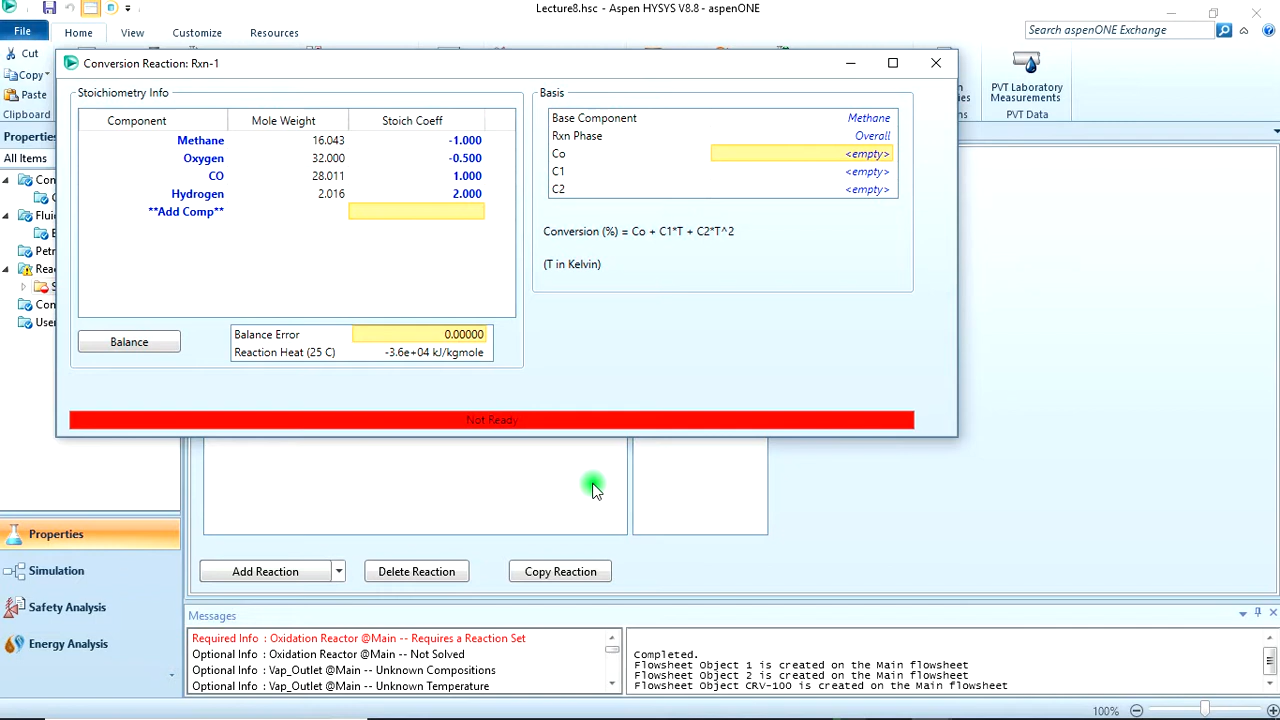 Lecture8.hsc - Aspen HYSYS V8.8 - aspenONE
File
Home
View
Customize
Resources
Search aspenONE Exchange
Cut
Copy
Paste
Clipboard
PVT Laboratory
Measurements
PVT Data
Conversion Reaction: Rxn-1
Stoichiometry Info
Component
Mole Weight
Stoich Coeff
Methane 16.043 -1.000
Oxygen 32.000 -0.500
CO 28.011 1.000
Hydrogen 2.016 2.000
**Add Comp**
Balance
Balance Error 0.00000
Reaction Heat (25 C) -3.6e+04 kJ/kgmole
Basis
Base Component Methane
Rxn Phase Overall
Co <empty>
C1 <empty>
C2 <empty>
Conversion (%) = Co + C1*T + C2*T^2
(T in Kelvin)
Not Ready
Properties
All Items
Con
Flui
Petr
Rea
Con
User
Properties
Simulation
Safety Analysis
Energy Analysis
Add Reaction
Delete Reaction
Copy Reaction
Messages
Required Info : Oxidation Reactor @Main -- Requires a Reaction Set
Optional Info : Oxidation Reactor @Main -- Not Solved
Optional Info : Vap_Outlet @Main -- Unknown Compositions
Optional Info : Vap_Outlet @Main -- Unknown Temperature
Completed.
Flowsheet Object 1 is created on the Main flowsheet
Flowsheet Object 2 is created on the Main flowsheet
Flowsheet Object CRV-100 is created on the Main flowsheet
100%